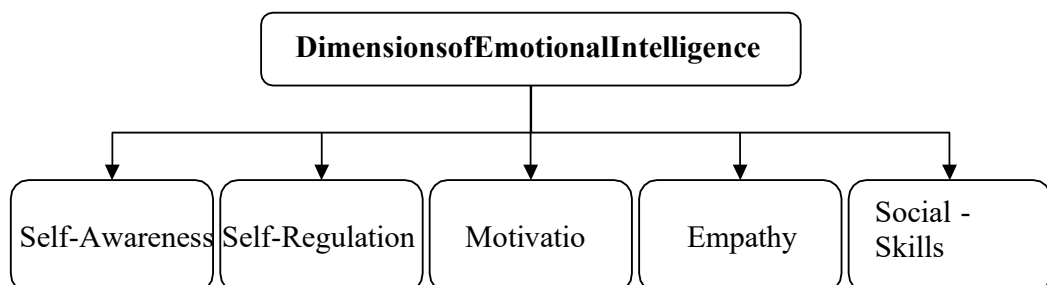 DimensionsofEmotionalIntelligence
Self-Awareness
Self-Regulation
Motivatio
Empathy
Social -
Skills